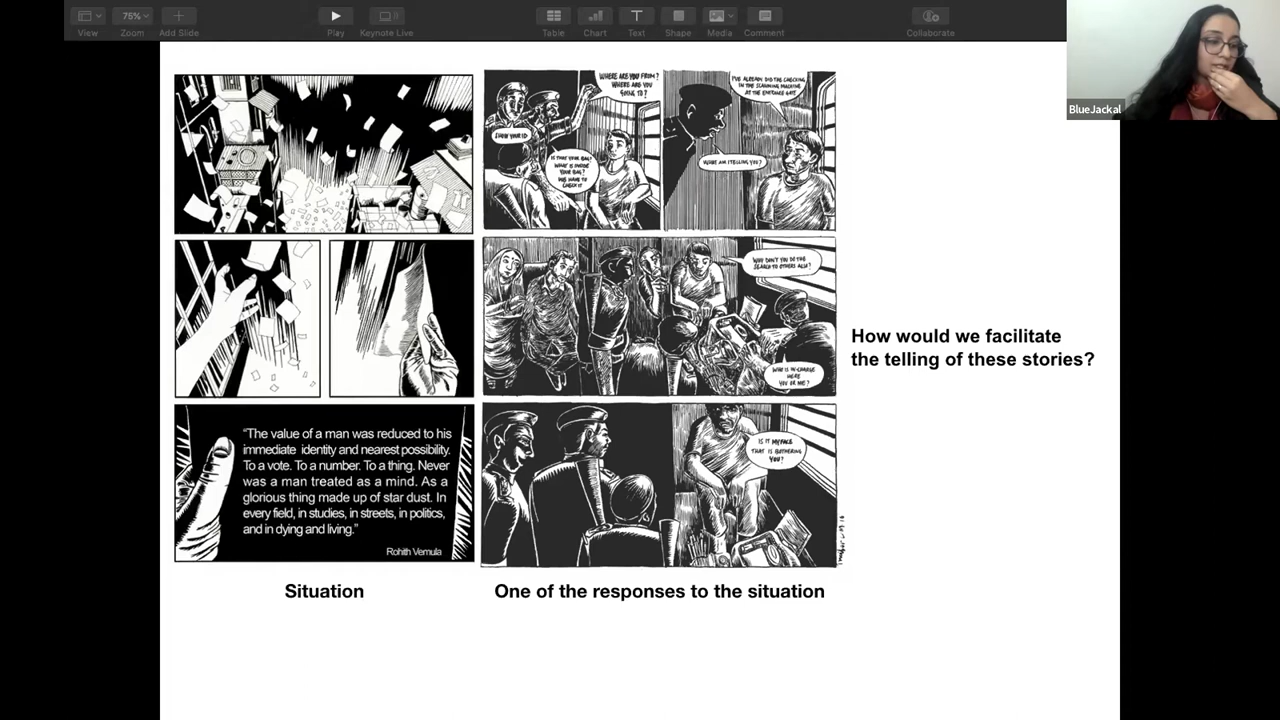 View
75%
Zoom
Add Slide
Play
Keynote Live
Table
Chart
Text
Shape
Media
Comment
Collaborate
BlueJackal
WHERE ARE YOU FROM?
WHERE ARE YOU
GOING TO?
SHOW YOUR ID
IS THAT YOUR BAG?
WHAT IS INSIDE
YOUR BAG?
WE HAVE TO
CHECK IT
I'VE ALREADY DID THE CHECKING
IN THE SCANNING MACHINE
AT THE ENTRANCE GATE
WHAT AM I TELLING YOU?
WHY DON'T YOU DO THE
SEARCH TO OTHERS ALSO?
WHO IS IN-CHARGE
HERE
YOU OR ME?
IS IT MY FACE
THAT IS BOTHERING
YOU?
"The value of a man was reduced to his
immediate identity and nearest possibility.
To a vote. To a number. To a thing. Never
was a man treated as a mind. As a
glorious thing made up of star dust. In
every field, in studies, in streets, in politics,
and in dying and living."
Rohith Vemula
Situation
One of the responses to the situation
How would we facilitate
the telling of these stories?